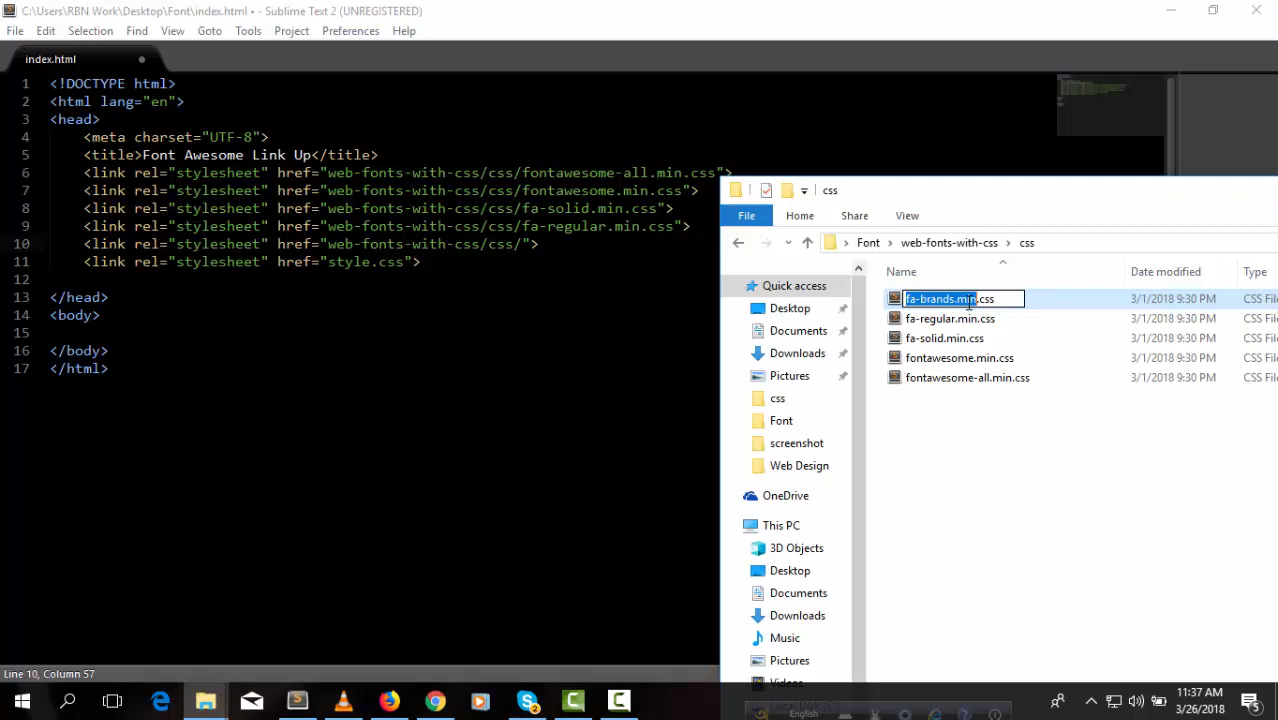 C:\Users\RBN Work\Desktop\Font\index.html • - Sublime Text 2 (UNREGISTERED)
File Edit Selection Find View Goto Tools Project Preferences Help
index.html
1 <!DOCTYPE html>
2 <html lang="en">
3 <head>
4 <meta charset="UTF-8">
5 <title>Font Awesome Link Up</title>
6 <link rel="stylesheet" href="web-fonts-with-css/css/fontawesome-all.min.css">
7 <link rel="stylesheet" href="web-fonts-with-css/css/fontawesome.min.css">
8 <link rel="stylesheet" href="web-fonts-with-css/css/fa-solid.min.css">
9 <link rel="stylesheet" href="web-fonts-with-css/css/fa-regular.min.css">
10 <link rel="stylesheet" href="web-fonts-with-css/css/">
11 <link rel="stylesheet" href="style.css">
12
13 </head>
14 <body>
15
16 </body>
17 </html>
Line 10, Column 57
css
File Home Share View
Font web-fonts-with-css css
Quick access
Desktop
Documents
Downloads
Pictures
css
Font
screenshot
Web Design
OneDrive
This PC
3D Objects
Desktop
Documents
Downloads
Music
Pictures
Videos
Name Date modified Type
fa-brands.min.css 3/1/2018 9:30 PM CSS Fil
fa-regular.min.css 3/1/2018 9:30 PM CSS Fil
fa-solid.min.css 3/1/2018 9:30 PM CSS Fil
fontawesome.min.css 3/1/2018 9:30 PM CSS Fil
fontawesome-all.min.css 3/1/2018 9:30 PM CSS Fil
English
11:37 AM
3/26/2018
2
5